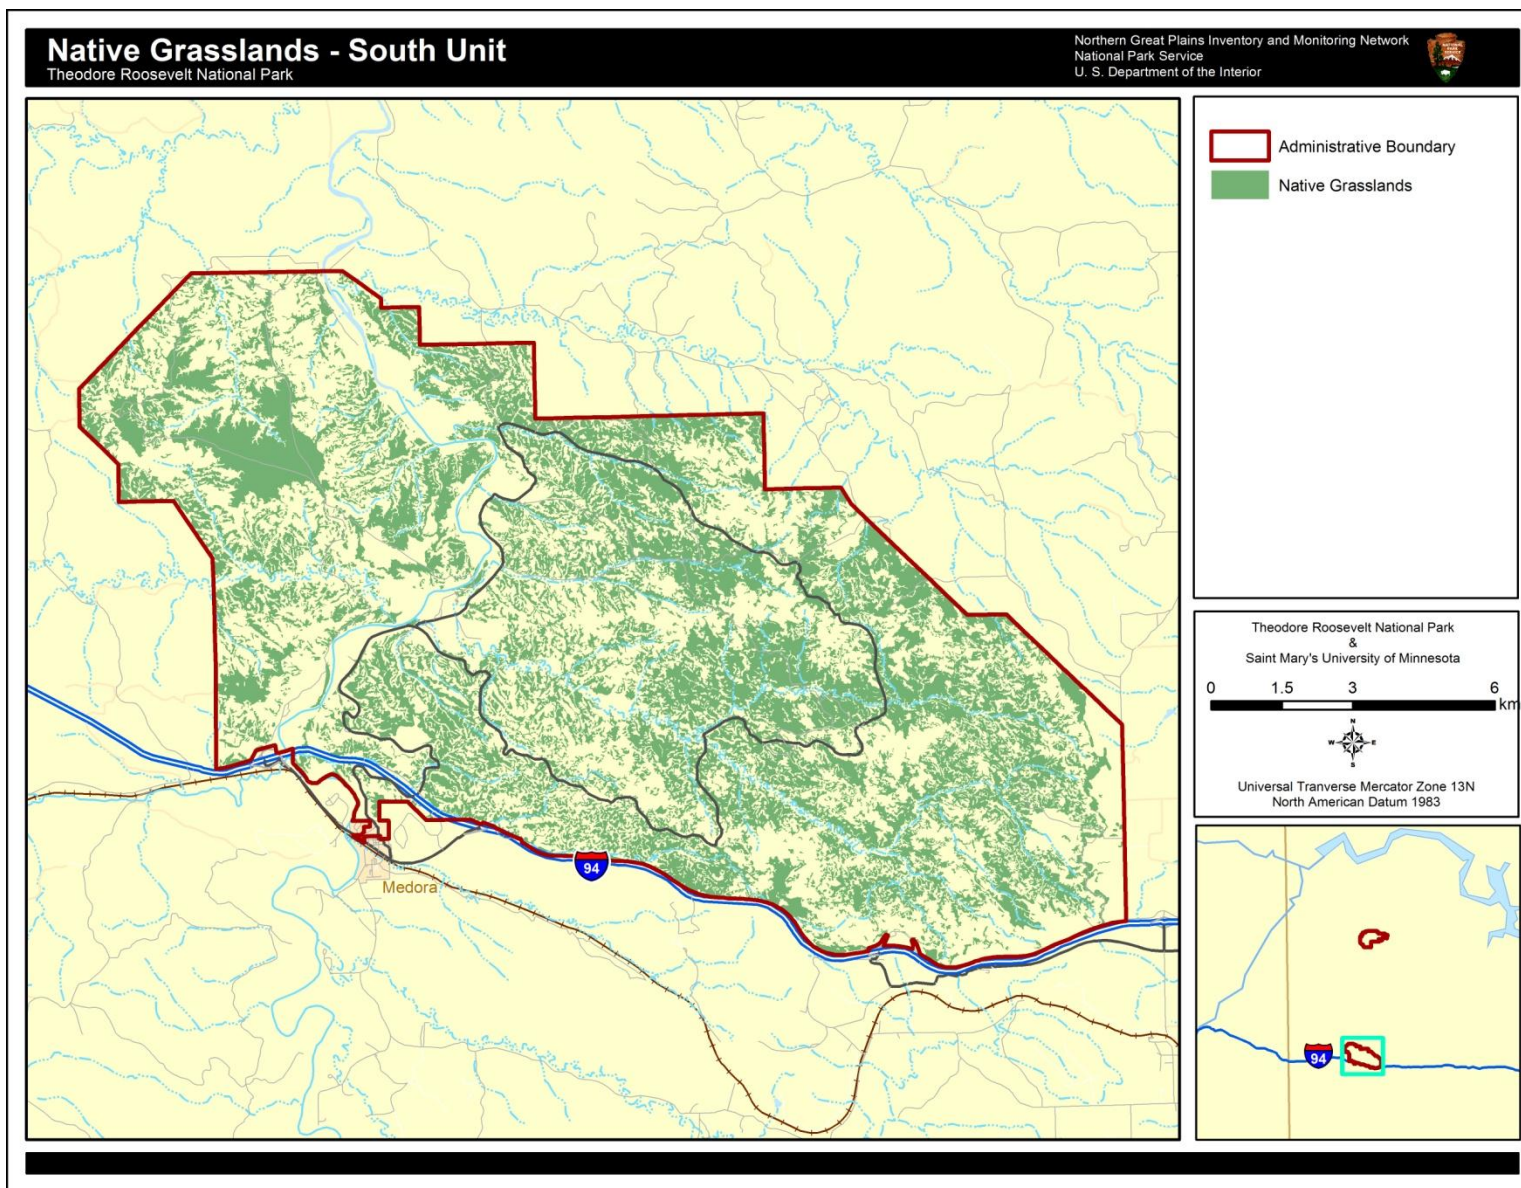 Native Grasslands - South Unit
Theodore Roosevelt National Park
Northern Great Plains Inventory and Monitoring Network
National Park Service
U. S. Department of the Interior
Administrative Boundary
Native Grasslands
94
Medora
Theodore Roosevelt National Park
&
Saint Mary's University of Minnesota
0 1.5 3 6
km
N
W E
S
Universal Tranverse Mercator Zone 13N
North American Datum 1983
94